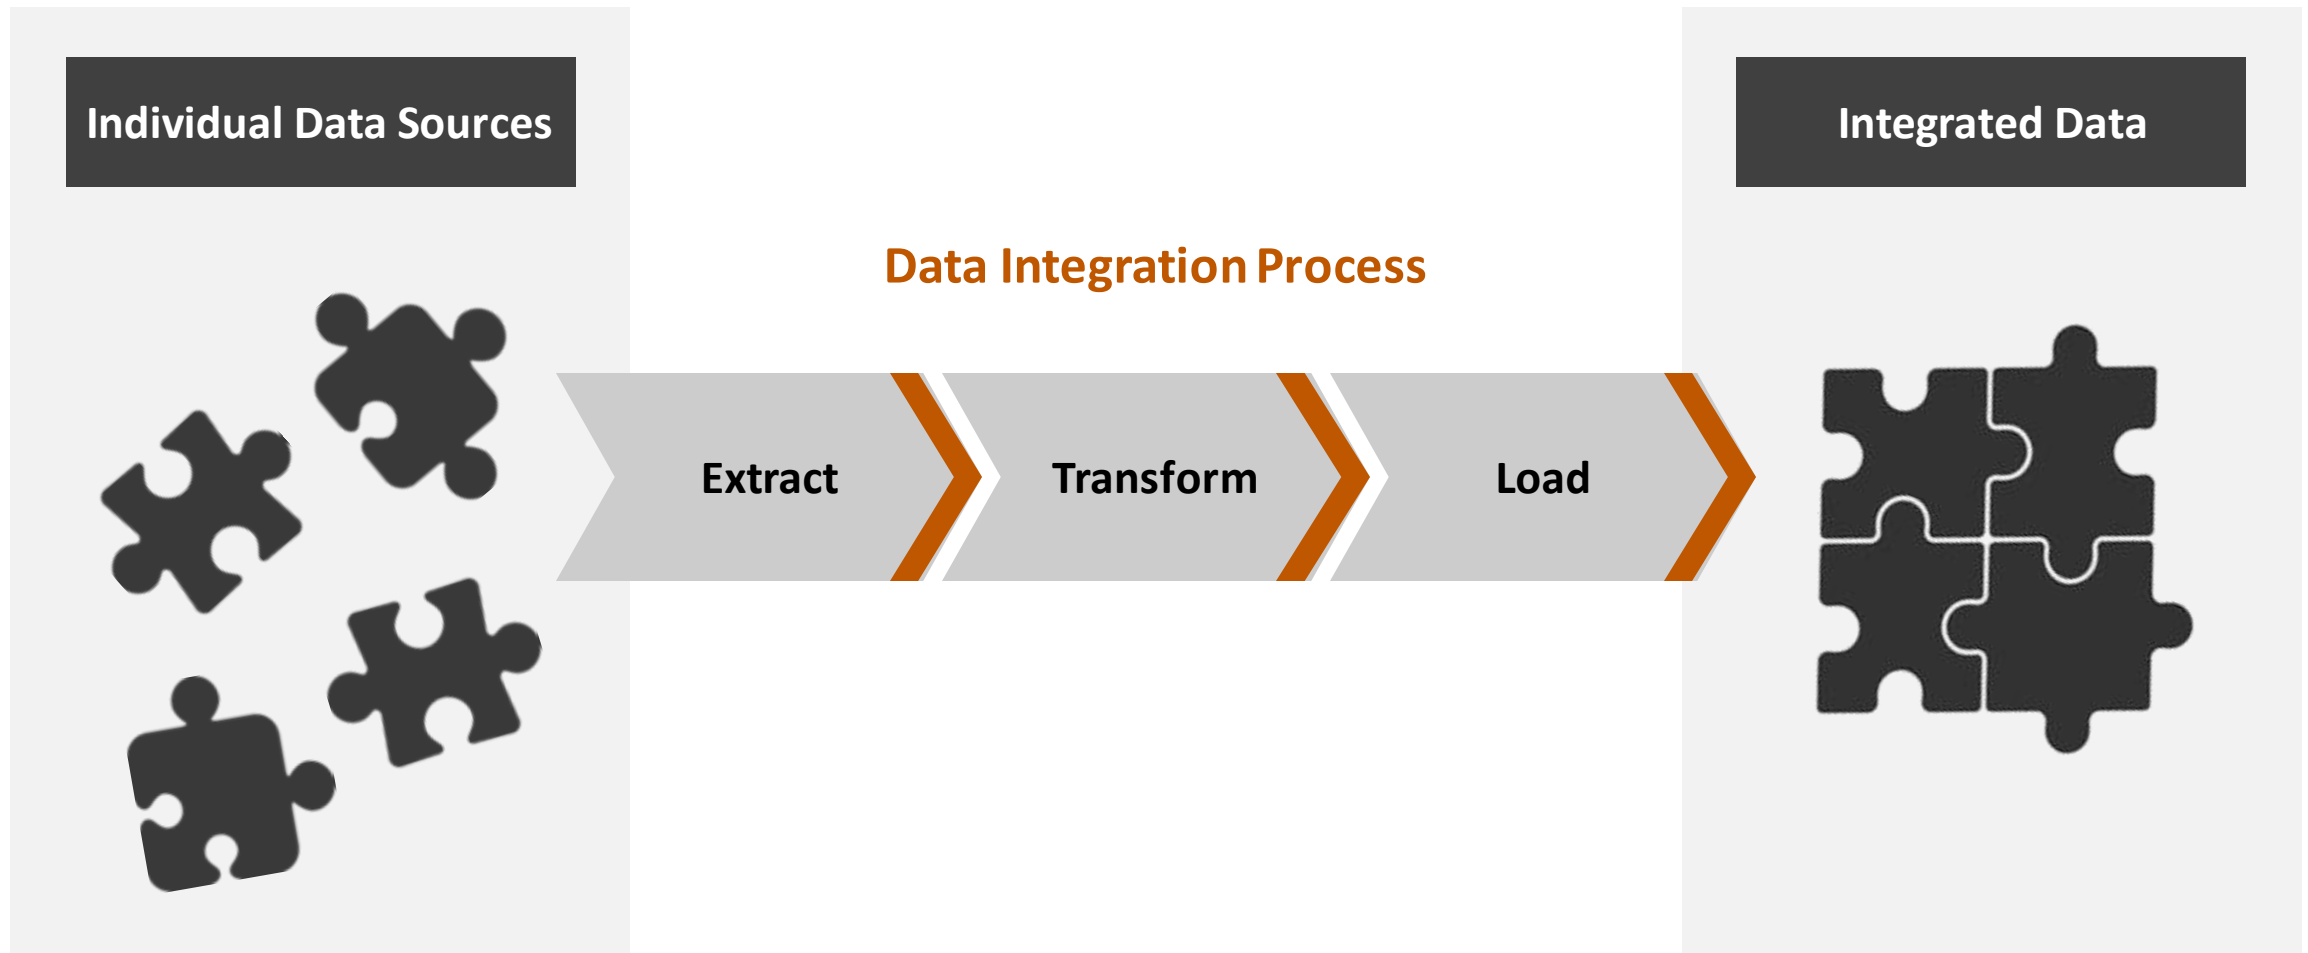 Individual Data Sources
Integrated Data
Data Integration Process
Extract
Transform
Load